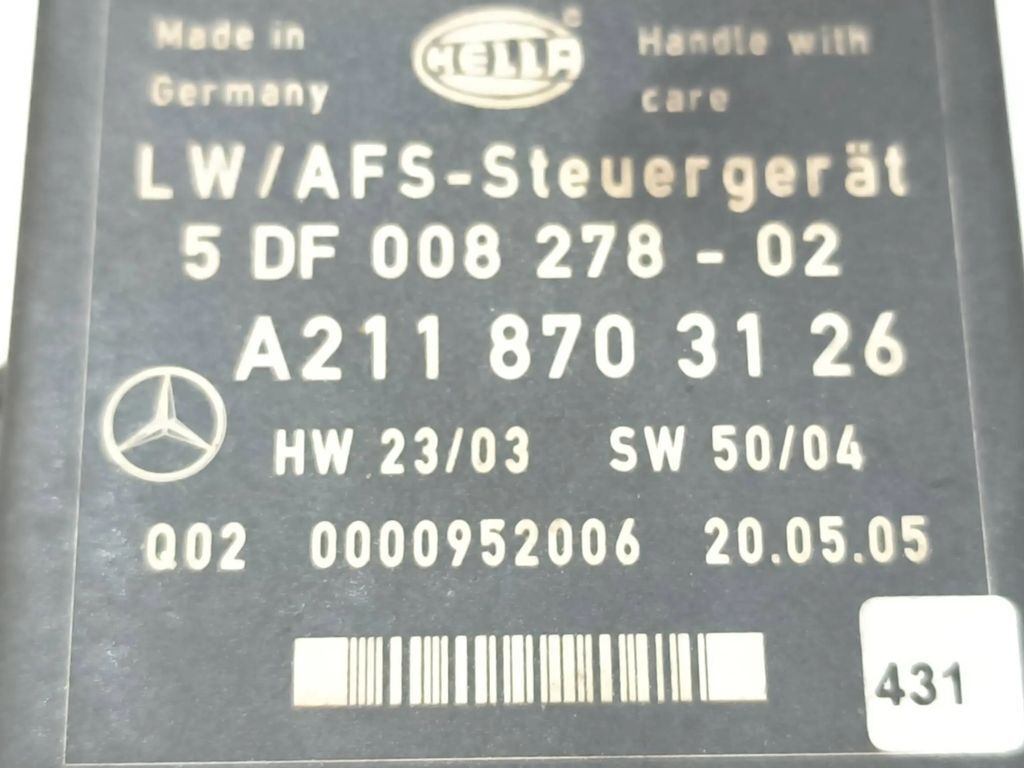 Made in
Germany
HELLA
Handle with
care
LW/AFS-Steuergerät
5 DF 008 278 - 02
A211 870 31 26
HW 23/03 SW 50/04
Q02 0000952006 20.05.05
431